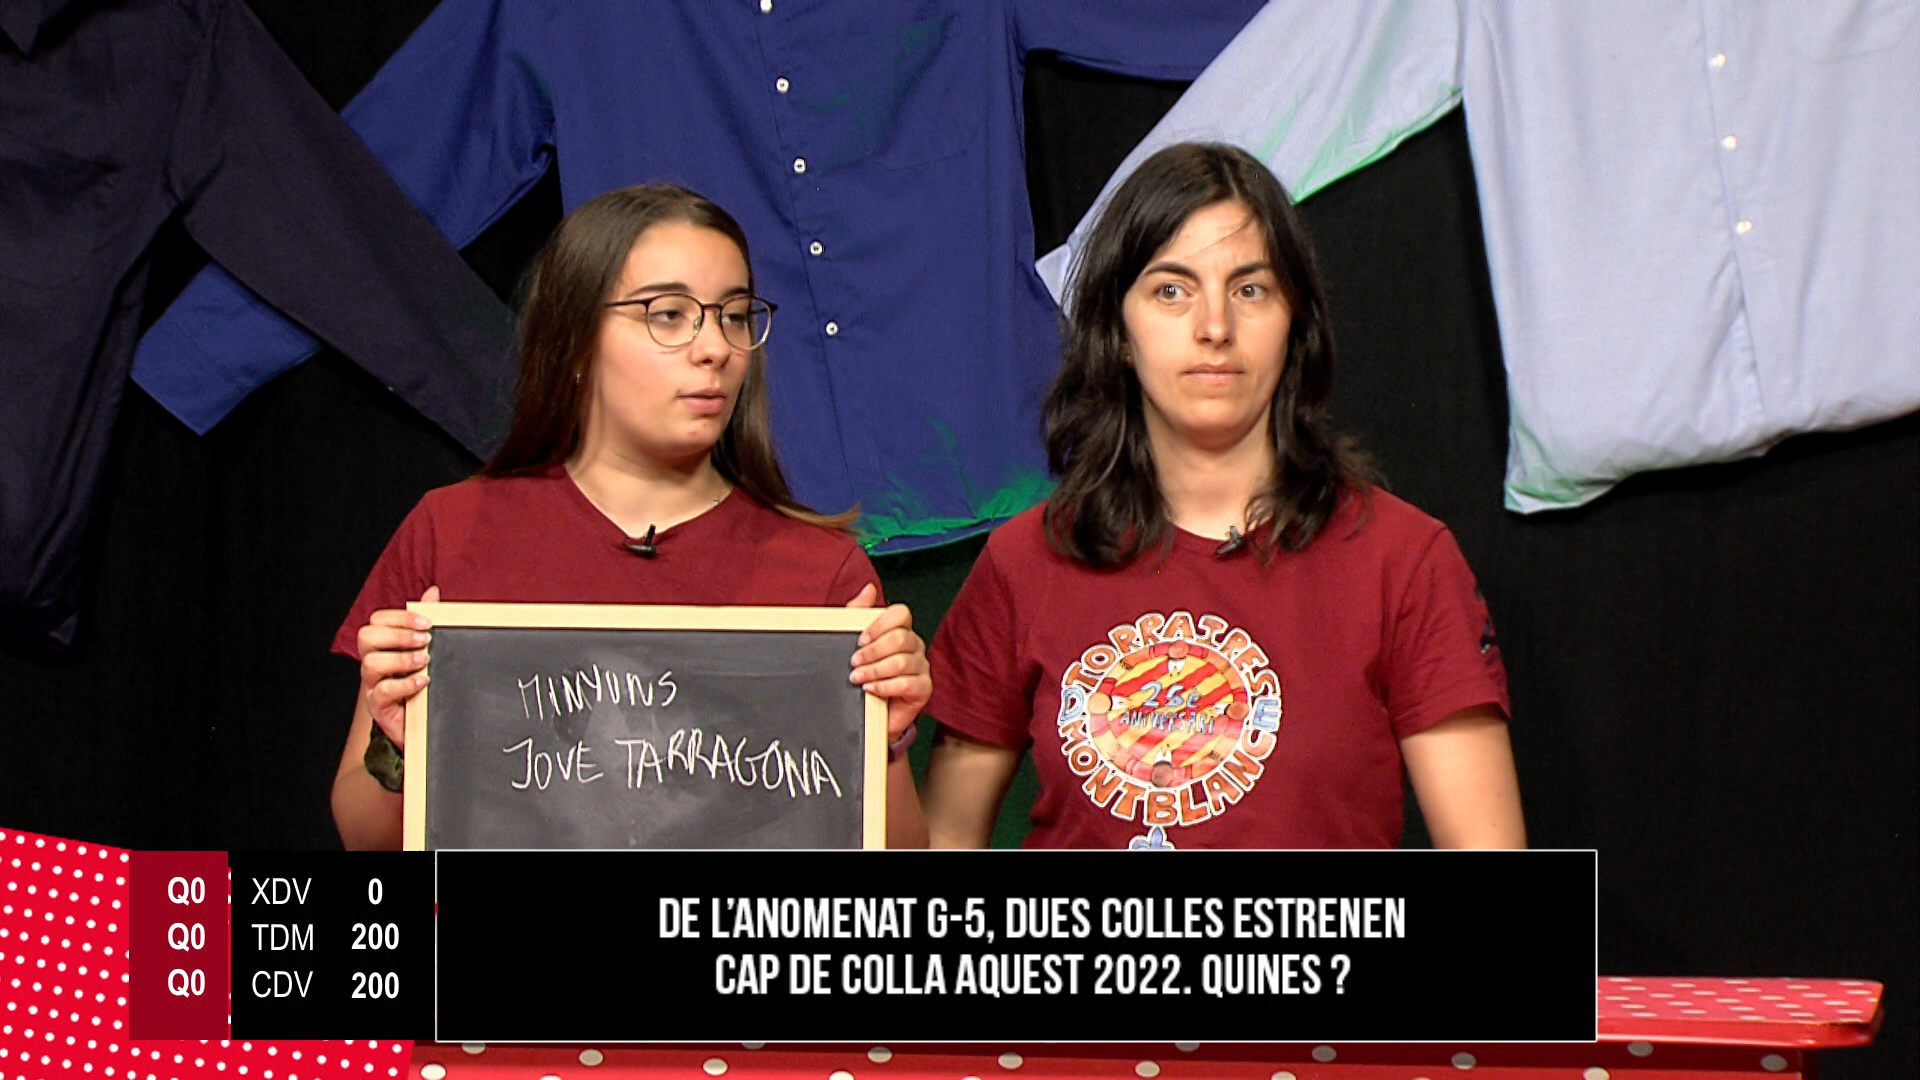 MINYONS
JOVE TARRAGONA
TORRAIRES
25è
ANIVERSARI
D MONTBLANC
Q0 XDV 0
Q0 TDM 200
Q0 CDV 200
DE L'ANOMENAT G-5, DUES COLLES ESTRENEN
CAP DE COLLA AQUEST 2022. QUINES ?